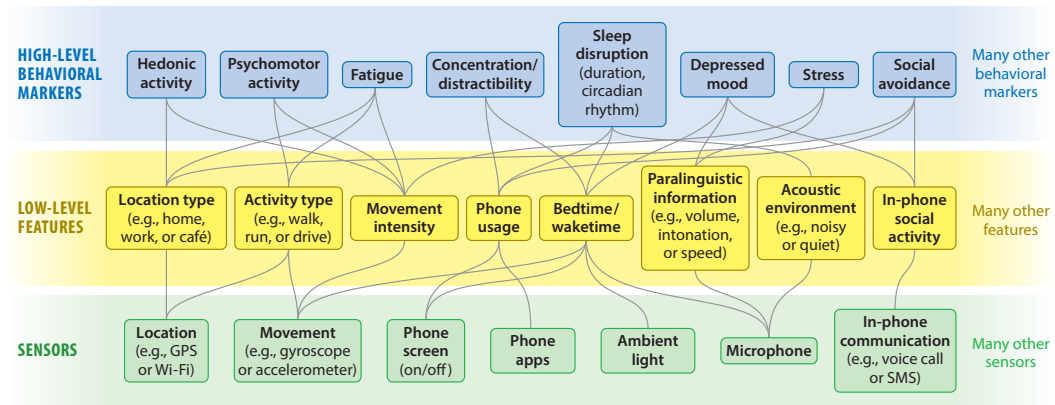 HIGH-LEVEL
BEHAVIORAL
MARKERS
Hedonic
activity
Psychomotor
activity
Fatigue
Concentration/
distractibility
Sleep
disruption
(duration,
circadian
rhythm)
Depressed
mood
Stress
Social
avoidance
Many other
behavioral
markers
LOW-LEVEL
FEATURES
Location type
(e.g., home,
work, or café)
Activity type
(e.g., walk,
run, or drive)
Movement
intensity
Phone
usage
Bedtime/
waketime
Paralinguistic
information
(e.g., volume,
intonation,
or speed)
Acoustic
environment
(e.g., noisy
or quiet)
In-phone
social
activity
Many other
features
SENSORS
Location
(e.g., GPS
or Wi-Fi)
Movement
(e.g., gyroscope
or accelerometer)
Phone
screen
(on/off)
Phone
apps
Ambient
light
Microphone
In-phone
communication
(e.g., voice call
or SMS)
Many other
sensors